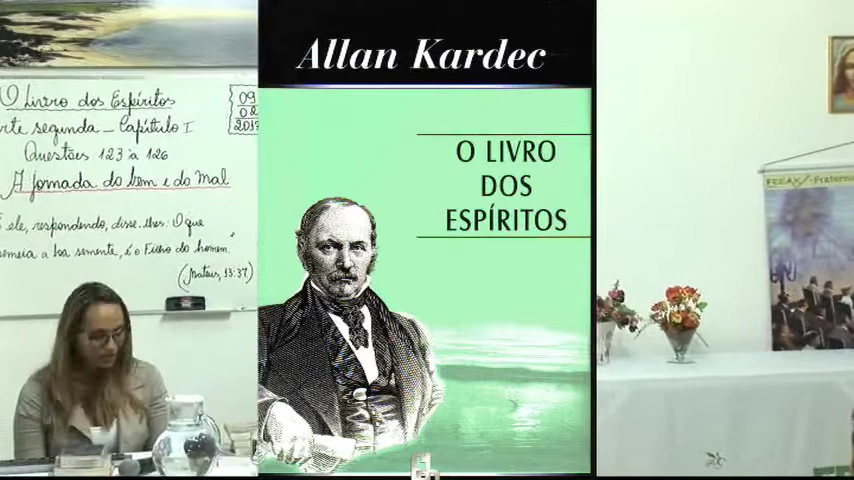 O Livro dos Espíritos
rte segunda - Capítulo I
Questões 123 à 126
A jornada do bem e do mal
E ele, respondendo, disse-lhes: O que
semeia a boa semente, é o Filho do homem."
(Mateus, 13:37)
09
02
2017
Allan Kardec
O LIVRO
DOS
ESPÍRITOS
FEEAK - Fraterni